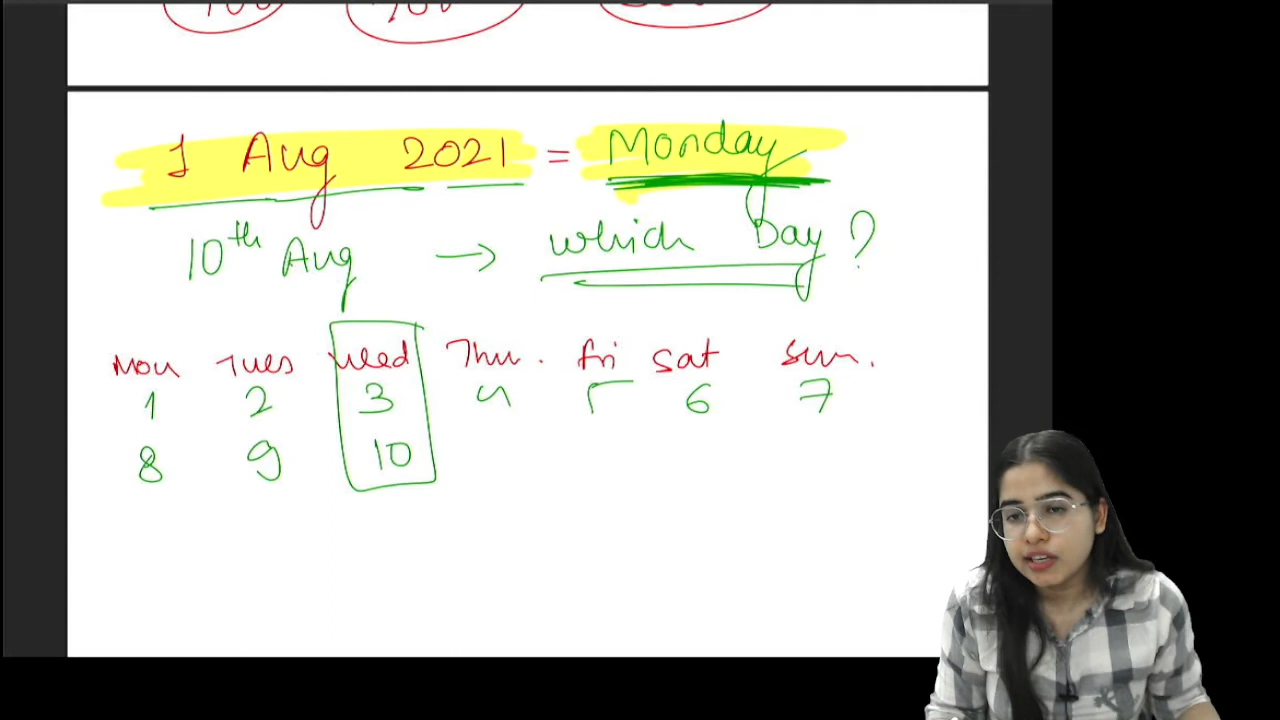 1 Aug 2021 = Monday
10th Aug → which Day ?
Mon Tues Wed Thu. fri sat sun.
1 2 3 4 5 6 7
8 9 10